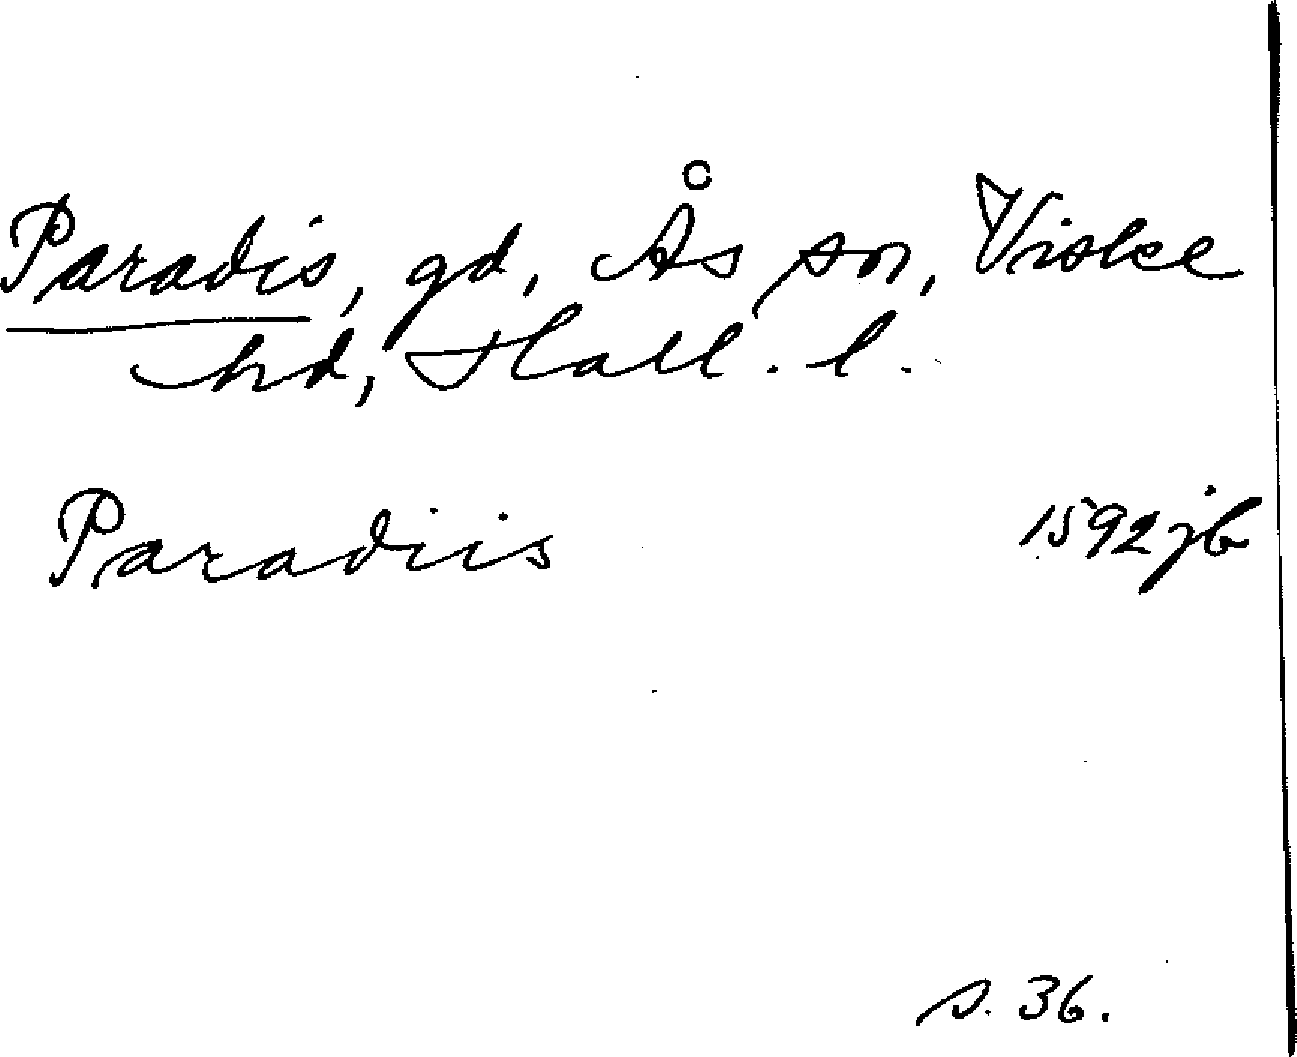 Paradis, gd, Ås sn, Viske
hd, Hall. l.
Paradiis 1592 jb
s. 36.